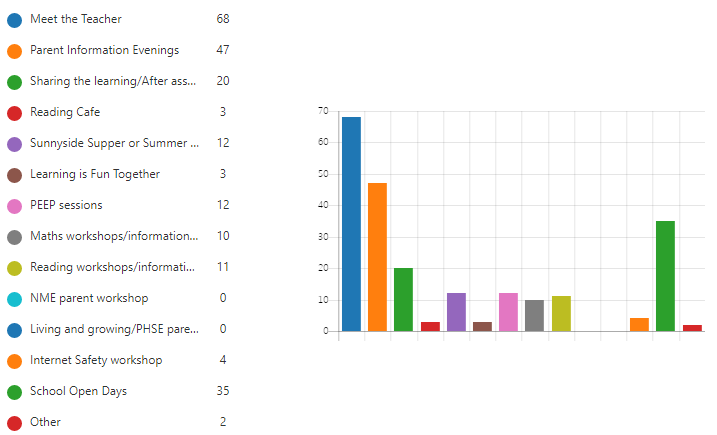 Meet the Teacher 68
Parent Information Evenings 47
Sharing the learning/After ass... 20
Reading Cafe 3
Sunnyside Supper or Summer ... 12
Learning is Fun Together 3
PEEP sessions 12
Maths workshops/information... 10
Reading workshops/informati... 11
NME parent workshop 0
Living and growing/PHSE pare... 0
Internet Safety workshop 4
School Open Days 35
Other 2
70
60
50
40
30
20
10
0